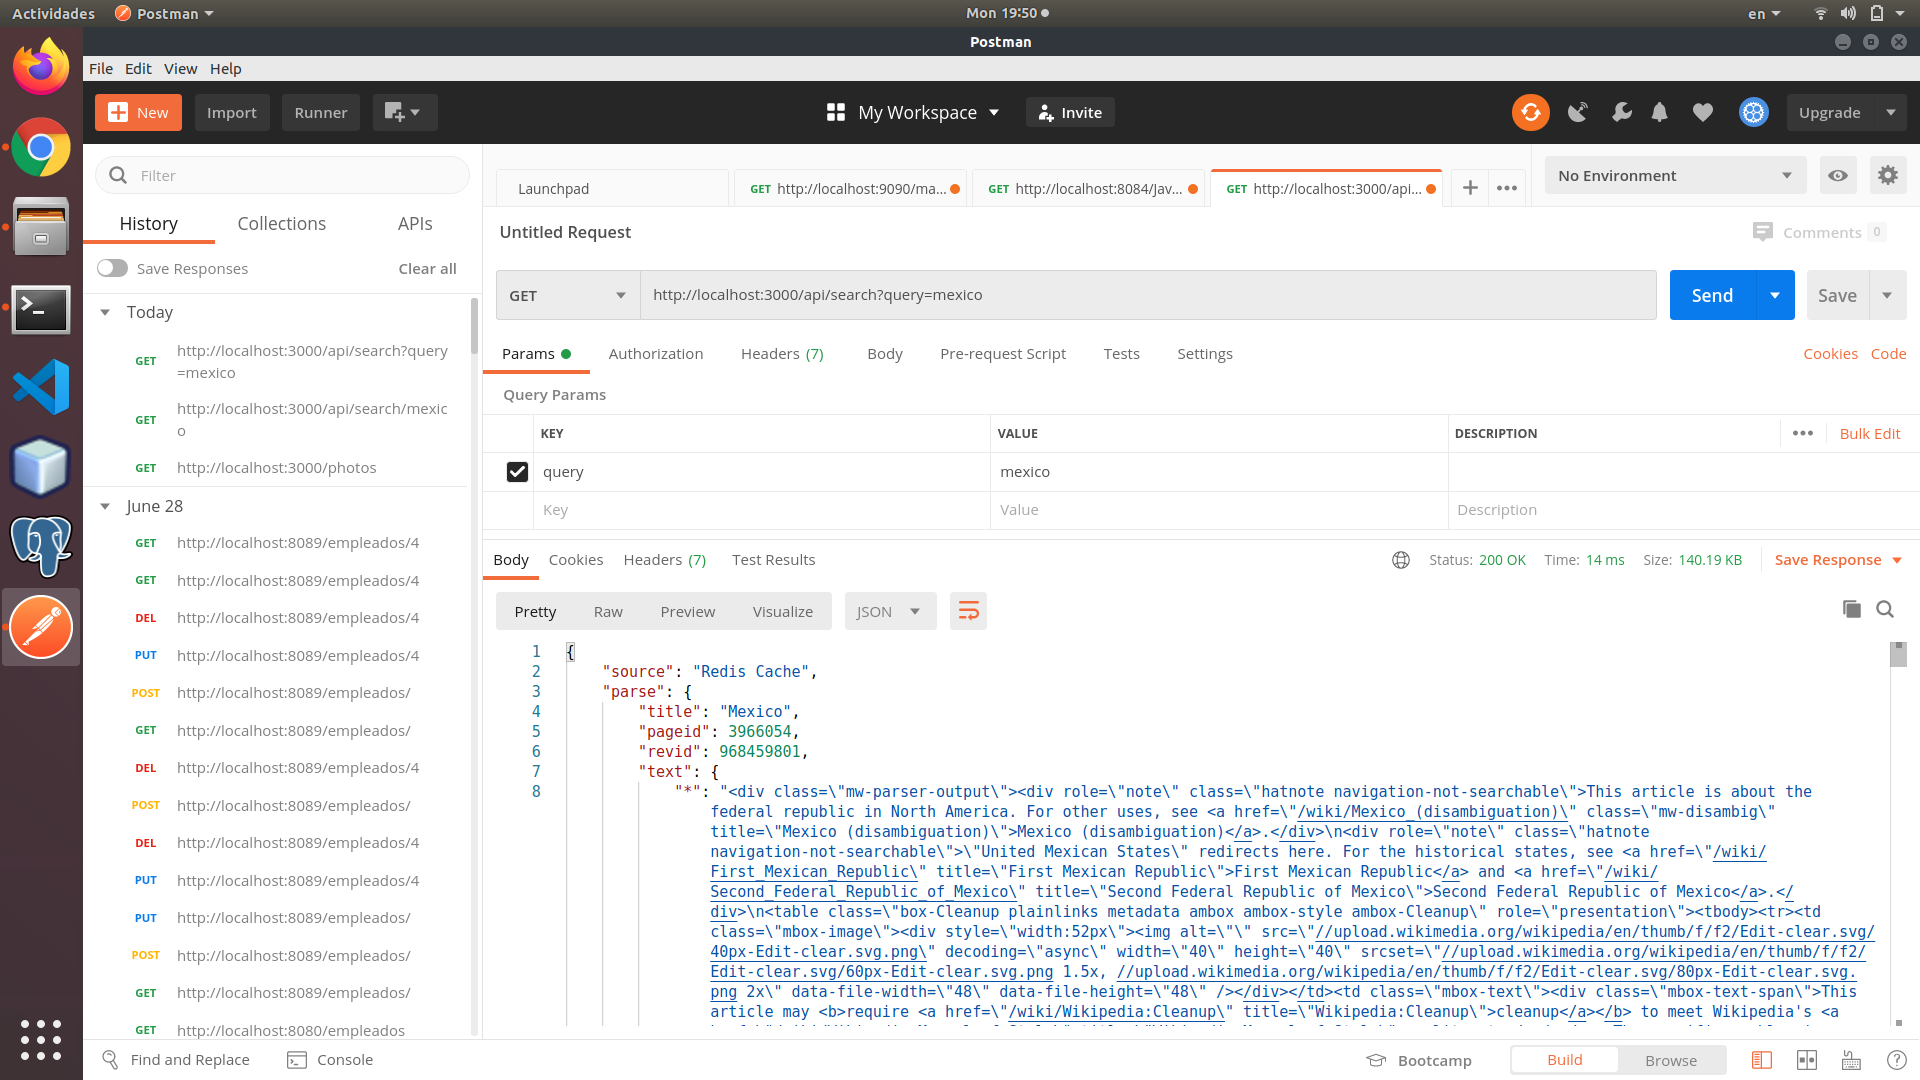 Actividades Postman Mon 19:50 en
Postman
File Edit View Help
New Import Runner My Workspace Invite Upgrade
Filter
Launchpad GET http://localhost:9090/ma... GET http://localhost:8084/Jav... GET http://localhost:3000/api... No Environment
History Collections APIs
Save Responses Clear all
Today
GET http://localhost:3000/api/search?query
=mexico
GET http://localhost:3000/api/search/mexic
o
GET http://localhost:3000/photos
June 28
GET http://localhost:8089/empleados/4
GET http://localhost:8089/empleados/4
DEL http://localhost:8089/empleados/4
PUT http://localhost:8089/empleados/4
POST http://localhost:8089/empleados/
GET http://localhost:8089/empleados/
DEL http://localhost:8089/empleados/4
POST http://localhost:8089/empleados/
DEL http://localhost:8089/empleados/4
PUT http://localhost:8089/empleados/4
PUT http://localhost:8089/empleados/
POST http://localhost:8089/empleados/
GET http://localhost:8089/empleados/
GET http://localhost:8080/empleados
Untitled Request Comments 0
GET http://localhost:3000/api/search?query=mexico Send Save
Params Authorization Headers (7) Body Pre-request Script Tests Settings Cookies Code
Query Params
KEY VALUE DESCRIPTION Bulk Edit
query mexico
Key Value Description
Body Cookies Headers (7) Test Results Status: 200 OK Time: 14 ms Size: 140.19 KB Save Response
Pretty Raw Preview Visualize JSON
1 {
2 "source": "Redis Cache",
3 "parse": {
4 "title": "Mexico",
5 "pageid": 3966054,
6 "revid": 968459801,
7 "text": {
8 "*": "<div class=\"mw-parser-output\"><div role=\"note\" class=\"hatnote navigation-not-searchable\">This article is about the
federal republic in North America. For other uses, see <a href=\"/wiki/Mexico_(disambiguation)\" class=\"mw-disambig\"
title=\"Mexico (disambiguation)\">Mexico (disambiguation)</a>.</div>\n<div role=\"note\" class=\"hatnote
navigation-not-searchable\">\"United Mexican States\" redirects here. For the historical states, see <a href=\"/wiki/
First_Mexican_Republic\" title=\"First Mexican Republic\">First Mexican Republic</a> and <a href=\"/wiki/
Second_Federal_Republic_of_Mexico\" title=\"Second Federal Republic of Mexico\">Second Federal Republic of Mexico</a>.</
div>\n<table class=\"box-Cleanup plainlinks metadata ambox ambox-style ambox-Cleanup\" role=\"presentation\"><tbody><tr><td
class=\"mbox-image\"><div style=\"width:52px\"><img alt=\"\" src=\"//upload.wikimedia.org/wikipedia/en/thumb/f/f2/Edit-clear.svg/
40px-Edit-clear.svg.png\" decoding=\"async\" width=\"40\" height=\"40\" srcset=\"//upload.wikimedia.org/wikipedia/en/thumb/f/f2/
Edit-clear.svg/60px-Edit-clear.svg.png 1.5x, //upload.wikimedia.org/wikipedia/en/thumb/f/f2/Edit-clear.svg/80px-Edit-clear.svg.
png 2x\" data-file-width=\"48\" data-file-height=\"48\" /></div></td><td class=\"mbox-text\"><div class=\"mbox-text-span\">This
article may <b>require <a href=\"/wiki/Wikipedia:Cleanup\" title=\"Wikipedia:Cleanup\">cleanup</a></b> to meet Wikipedia's <a
Find and Replace Console Bootcamp Build Browse